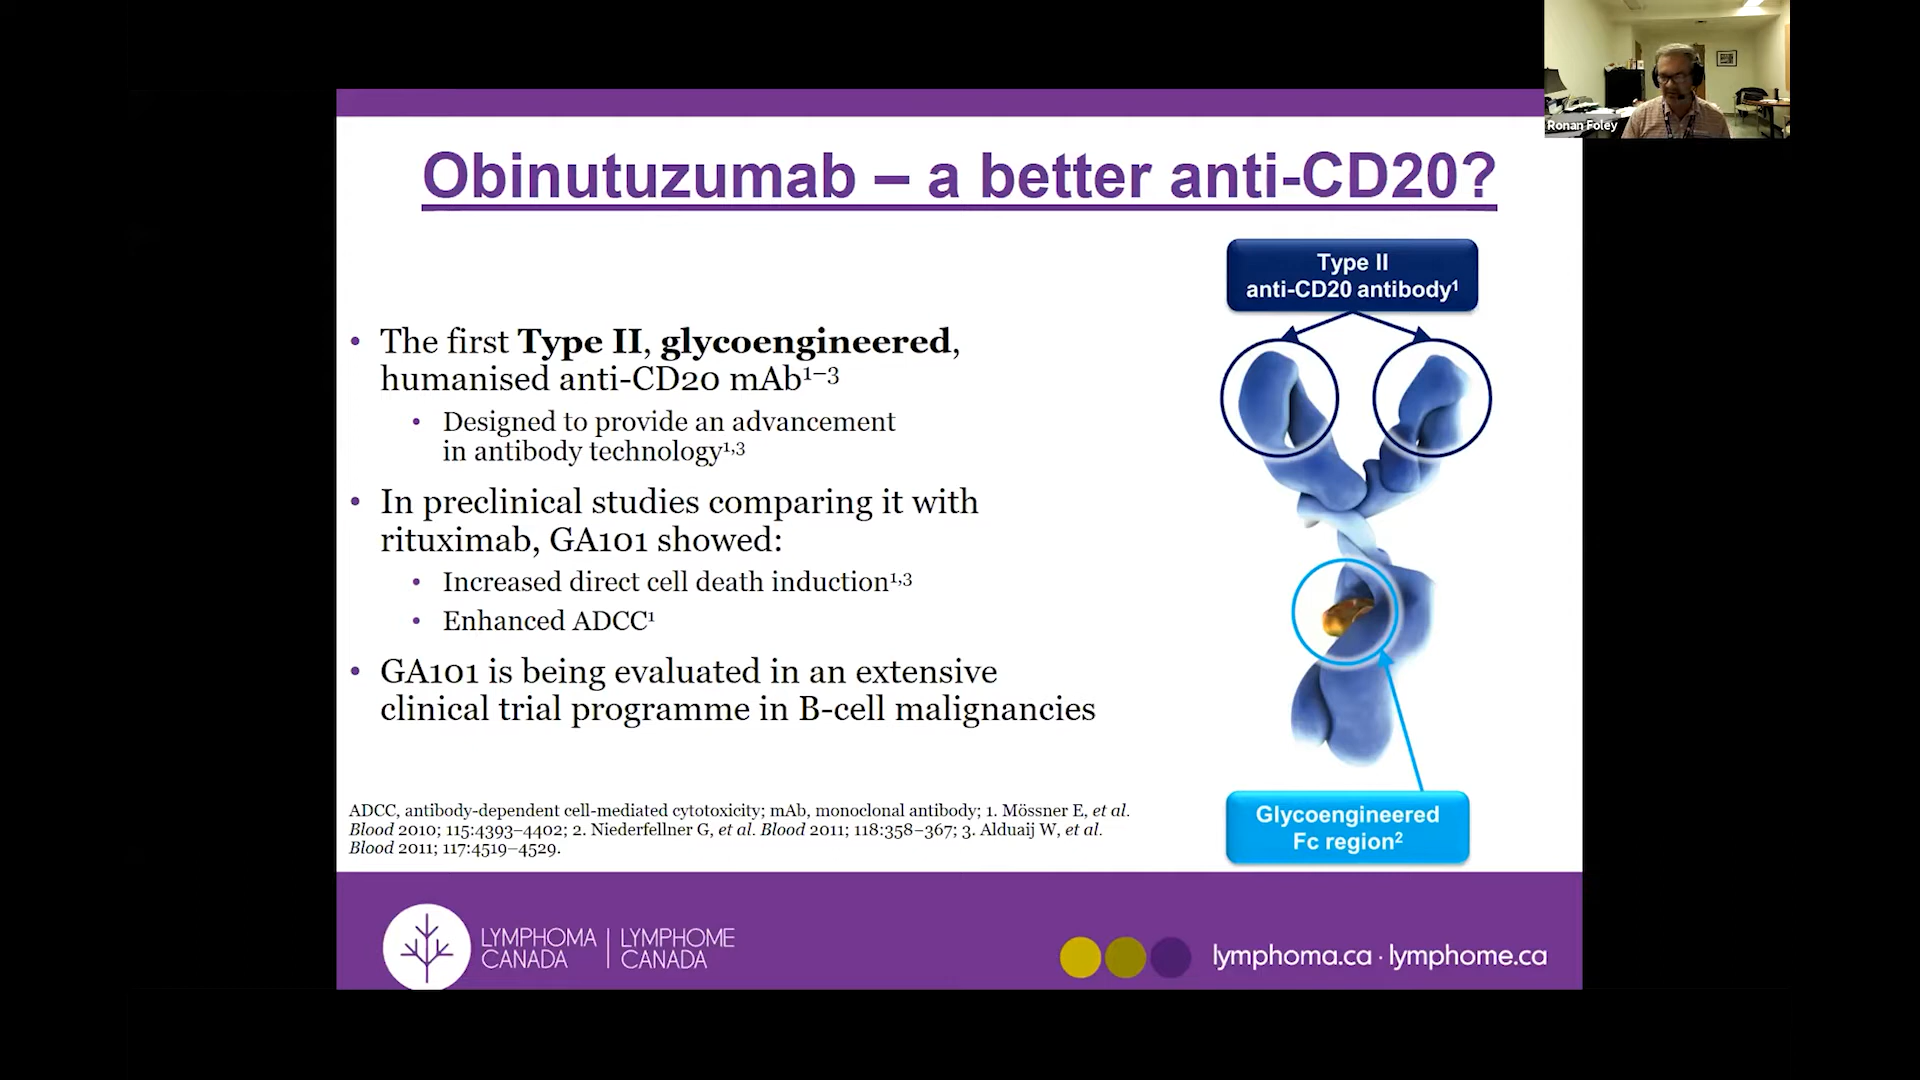 Ronan Foley
Obinutuzumab – a better anti-CD20?
Type II
anti-CD20 antibody¹
• The first Type II, glycoengineered,
humanised anti-CD20 mAb¹⁻³
• Designed to provide an advancement
in antibody technology¹,³
• In preclinical studies comparing it with
rituximab, GA101 showed:
• Increased direct cell death induction¹,³
• Enhanced ADCC¹
• GA101 is being evaluated in an extensive
clinical trial programme in B-cell malignancies
ADCC, antibody-dependent cell-mediated cytotoxicity; mAb, monoclonal antibody; 1. Mössner E, et al.
Blood 2010; 115:4393–4402; 2. Niederfellner G, et al. Blood 2011; 118:358–367; 3. Alduaij W, et al.
Blood 2011; 117:4519–4529.
Glycoengineered
Fc region²
LYMPHOMA CANADA | LYMPHOME CANADA
lymphoma.ca · lymphome.ca